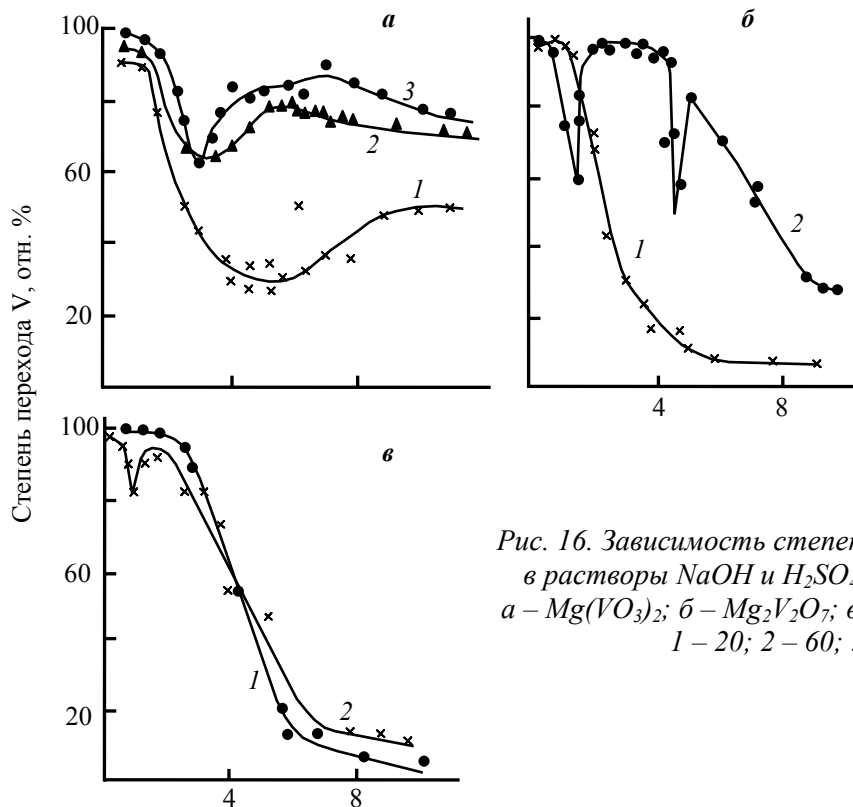 а
100
60
20
3
2
1
б
1
2
4
8
Степень перехода V, отн. %
в
100
60
20
1
2
4
8
Рис. 16. Зависимость степен
в растворы NaOH и H₂SO₄
а – Mg(VO₃)₂; б – Mg₂V₂O₇; в
1 – 20; 2 – 60;